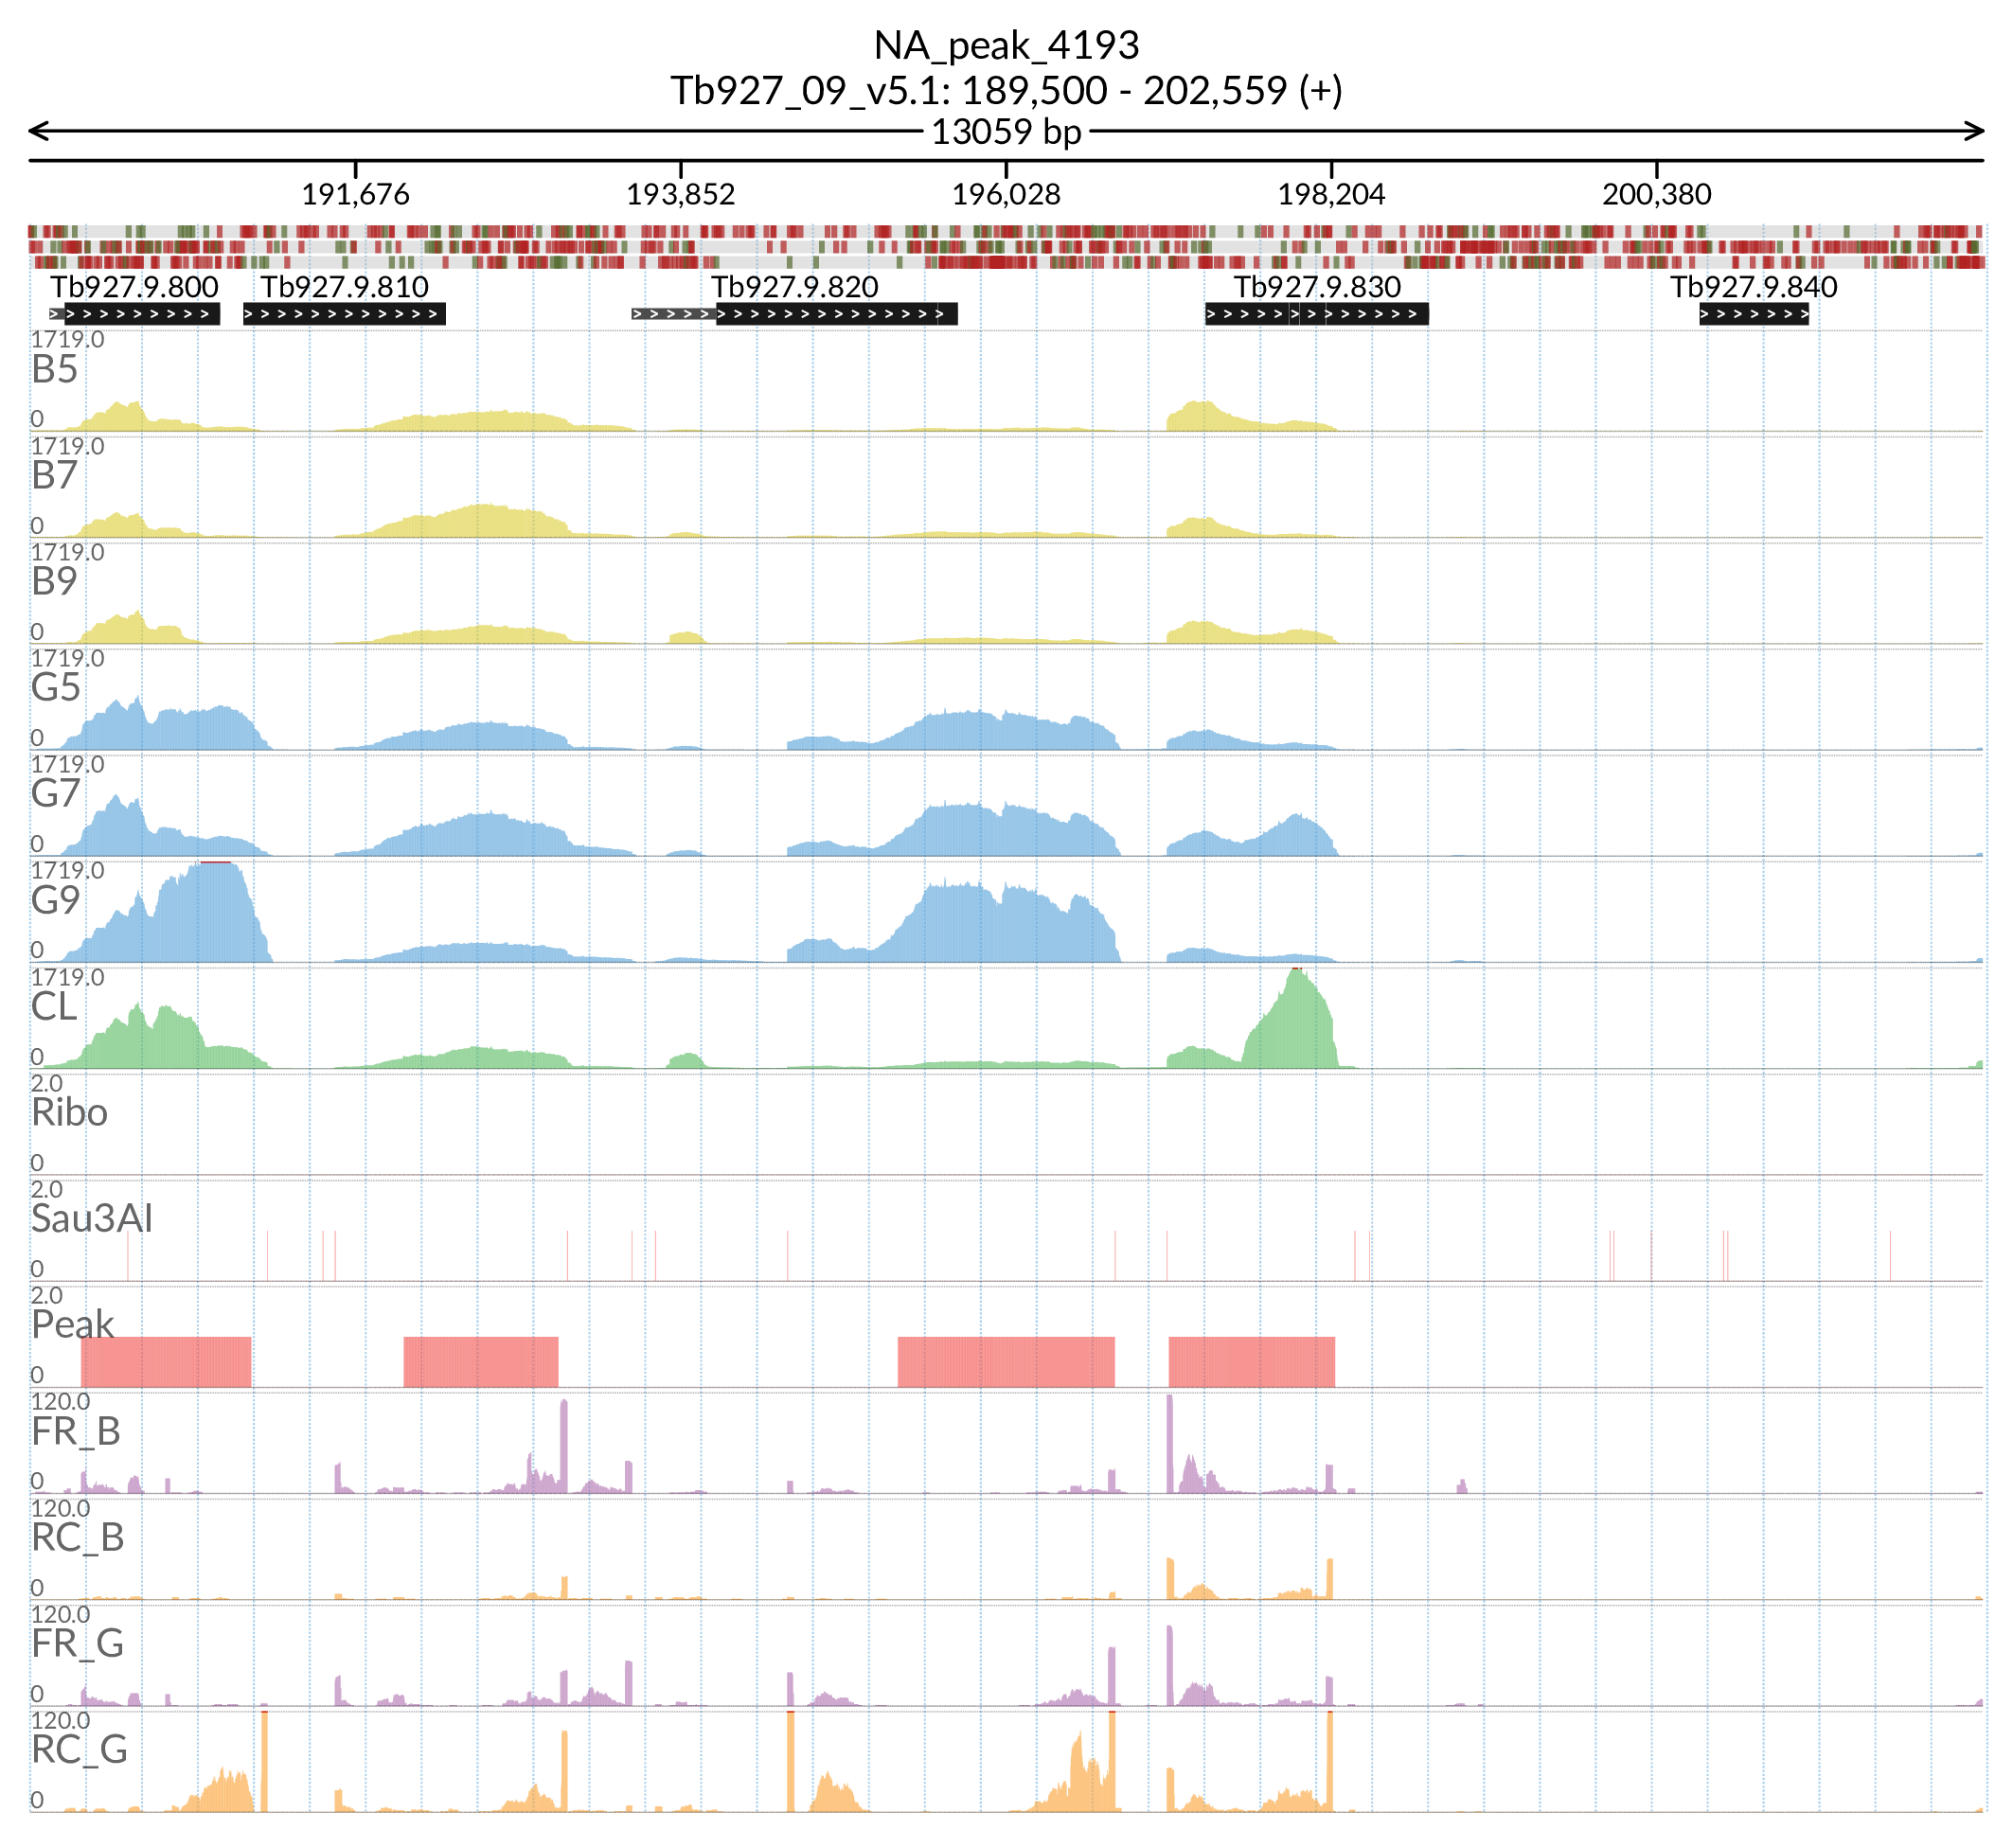 NA_peak_4193
Tb927_09_v5.1: 189,500 - 202,559 (+)
13059 bp
191,676 193,852 196,028 198,204 200,380
Tb927.9.800 Tb927.9.810 Tb927.9.820 Tb927.9.830 Tb927.9.840
1719.0
B5
0
1719.0
B7
0
1719.0
B9
0
1719.0
G5
0
1719.0
G7
0
1719.0
G9
0
1719.0
CL
0
2.0
Ribo
0
2.0
Sau3AI
0
2.0
Peak
0
120.0
FR_B
0
120.0
RC_B
0
120.0
FR_G
0
120.0
RC_G
0